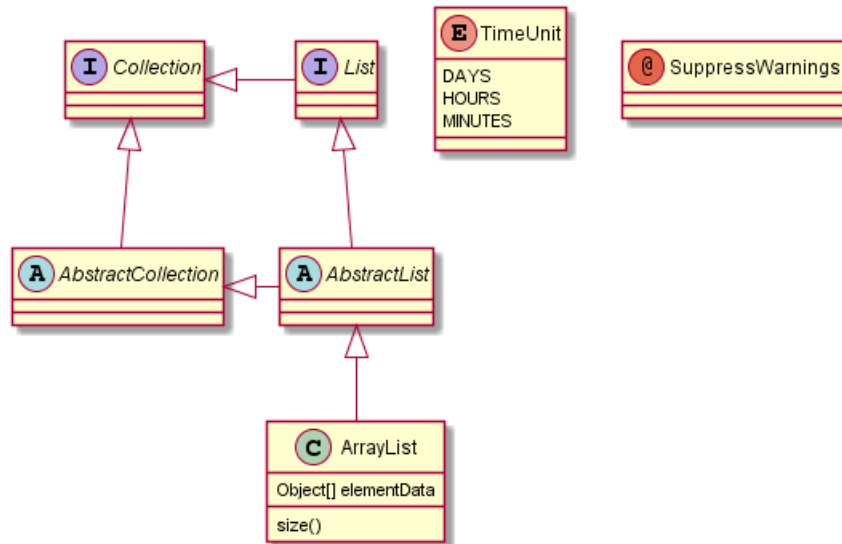 I Collection
I List
E TimeUnit
DAYS
HOURS
MINUTES
@ SuppressWarnings
A AbstractCollection
A AbstractList
C ArrayList
Object[] elementData
size()